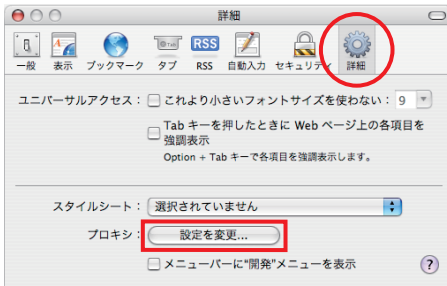 詳細
RSS
一般 表示 ブックマーク タブ RSS 自動入力 セキュリティ 詳細
ユニバーサルアクセス： これより小さいフォントサイズを使わない： 9
Tab キーを押したときに Web ページ上の各項目を
強調表示
Option + Tab キーで各項目を強調表示します。
スタイルシート： 選択されていません
プロキシ： 設定を変更...
メニューバーに“開発”メニューを表示
?